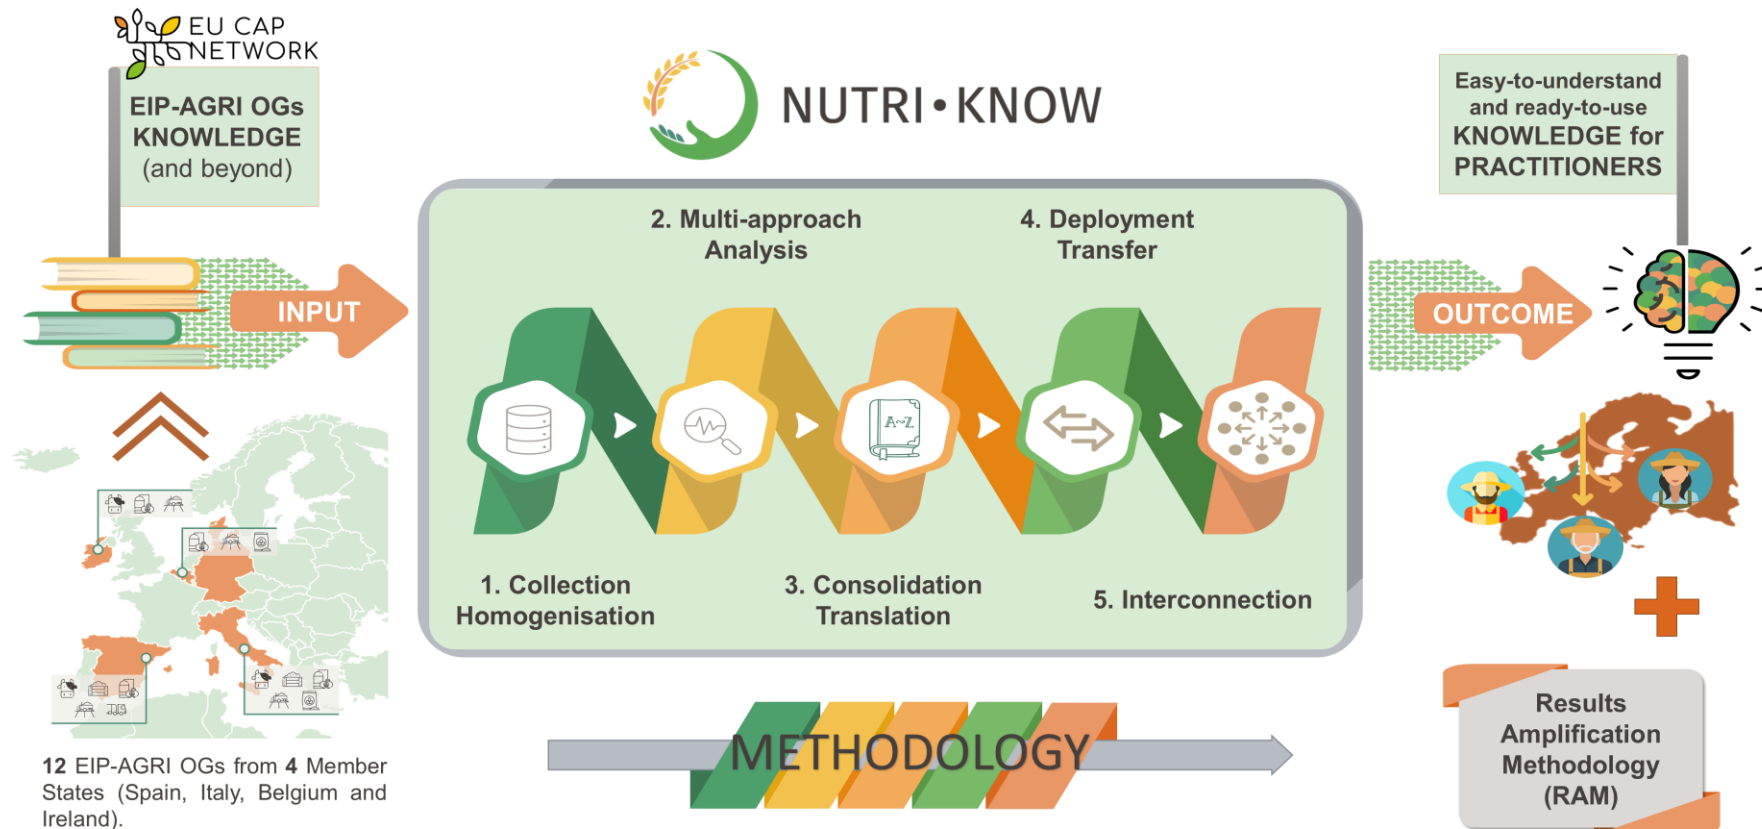 EU CAP
NETWORK
EIP-AGRI OGs
KNOWLEDGE
(and beyond)
INPUT
12 EIP-AGRI OGs from 4 Member
States (Spain, Italy, Belgium and
Ireland).
NUTRI•KNOW
2. Multi-approach
Analysis
4. Deployment
Transfer
A~Z
1. Collection
Homogenisation
3. Consolidation
Translation
5. Interconnection
METHODOLOGY
Easy-to-understand
and ready-to-use
KNOWLEDGE for
PRACTITIONERS
OUTCOME
Results
Amplification
Methodology
(RAM)